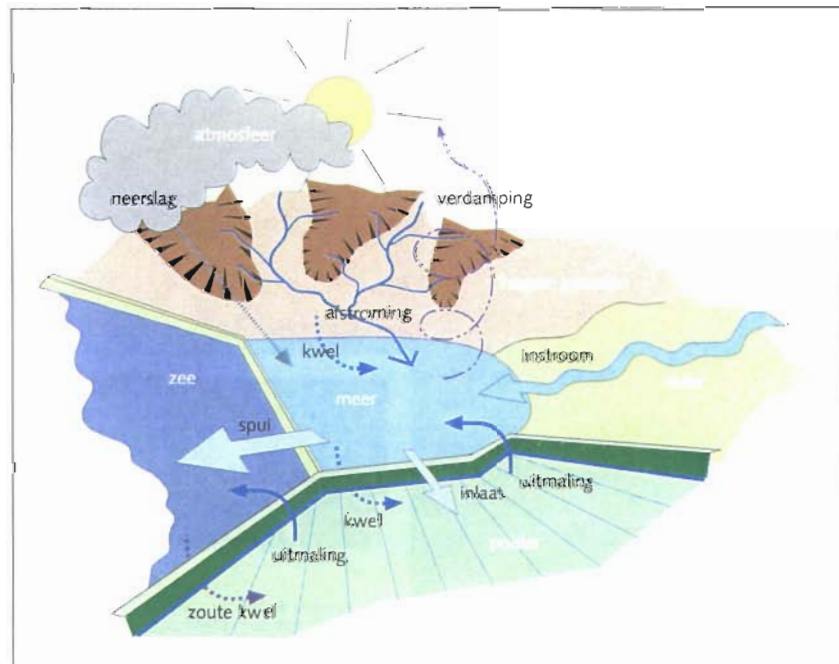 atmosfeer
neerslag
verdamping
afstroming
kwel
instroom
zee
meer
spui
inlaat
uitmaling
kwel
polder
uitmaling
zoute kwel